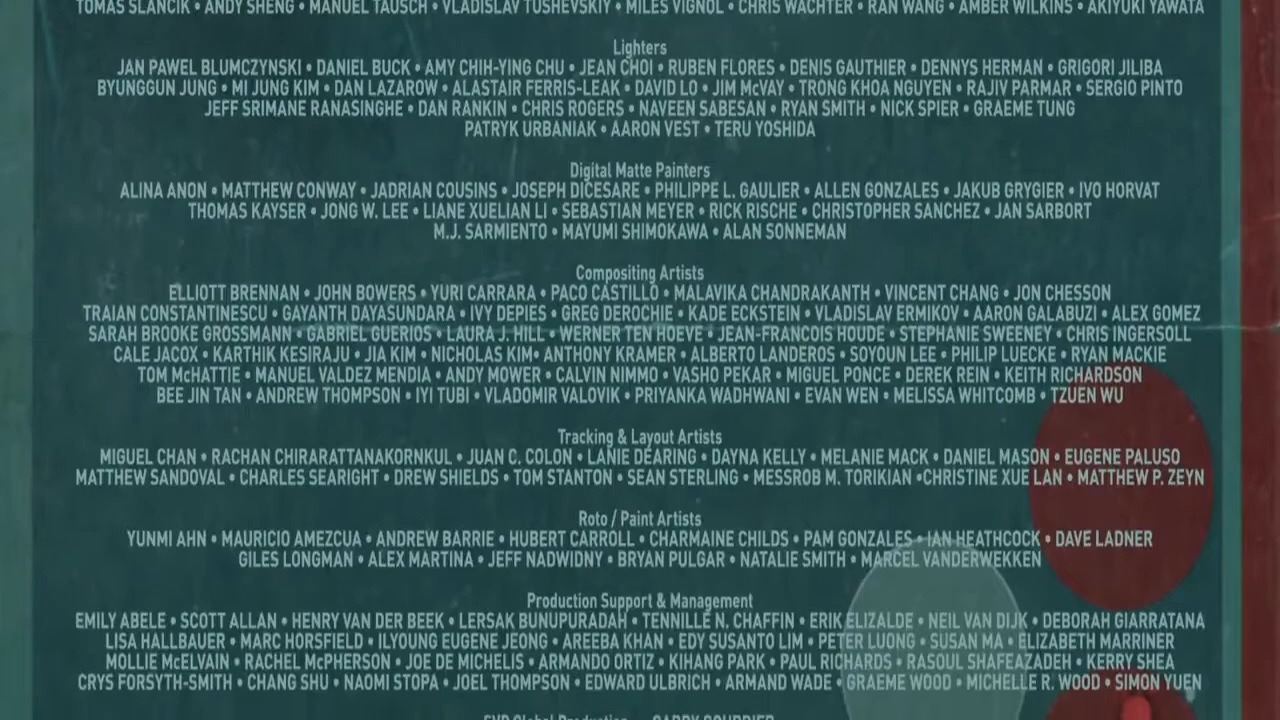 TOMAS SLANCIK • ANDY SHENG • MANUEL TAUSCH • VLADISLAV TUSHEVSKIY • MILES VIGNOL • CHRIS WACHTER • RAN WANG • AMBER WILKINS • AKIYUKI YAWATA
Lighters
JAN PAWEL BLUMCZYNSKI • DANIEL BUCK • AMY CHIH-YING CHU • JEAN CHOI • RUBEN FLORES • DENIS GAUTHIER • DENNYS HERMAN • GRIGORI JILIBA
BYUNGGUN JUNG • MI JUNG KIM • DAN LAZAROW • ALASTAIR FERRIS-LEAK • DAVID LO • JIM McVAY • TRONG KHOA NGUYEN • RAJIV PARMAR • SERGIO PINTO
JEFF SRIMANE RANASINGHE • DAN RANKIN • CHRIS ROGERS • NAVEEN SABESAN • RYAN SMITH • NICK SPIER • GRAEME TUNG
PATRYK URBANIAK • AARON VEST • TERU YOSHIDA
Digital Matte Painters
ALINA ANON • MATTHEW CONWAY • JADRIAN COUSINS • JOSEPH DICESARE • PHILIPPE L. GAULIER • ALLEN GONZALES • JAKUB GRYGIER • IVO HORVAT
THOMAS KAYSER • JONG W. LEE • LIANE XUELIAN LI • SEBASTIAN MEYER • RICK RISCHE • CHRISTOPHER SANCHEZ • JAN SARBORT
M.J. SARMIENTO • MAYUMI SHIMOKAWA • ALAN SONNEMAN
Compositing Artists
ELLIOTT BRENNAN • JOHN BOWERS • YURI CARRARA • PACO CASTILLO • MALAVIKA CHANDRAKANTH • VINCENT CHANG • JON CHESSON
TRAIAN CONSTANTINESCU • GAYANTH DAYASUNDARA • IVY DEPIES • GREG DEROCHIE • KADE ECKSTEIN • VLADISLAV ERMIKOV • AARON GALABUZI • ALEX GOMEZ
SARAH BROOKE GROSSMANN • GABRIEL GUERIOS • LAURA J. HILL • WERNER TEN HOEVE • JEAN-FRANCOIS HOUDE • STEPHANIE SWEENEY • CHRIS INGERSOLL
CALE JACOX • KARTHIK KESIRAJU • JIA KIM • NICHOLAS KIM• ANTHONY KRAMER • ALBERTO LANDEROS • SOYOUN LEE • PHILIP LUECKE • RYAN MACKIE
TOM McHATTIE • MANUEL VALDEZ MENDIA • ANDY MOWER • CALVIN NIMMO • VASHO PEKAR • MIGUEL PONCE • DEREK REIN • KEITH RICHARDSON
BEE JIN TAN • ANDREW THOMPSON • IYI TUBI • VLADOMIR VALOVIK • PRIYANKA WADHWANI • EVAN WEN • MELISSA WHITCOMB • TZUEN WU
Tracking & Layout Artists
MIGUEL CHAN • RACHAN CHIRARATTANAKORNKUL • JUAN C. COLON • LANIE DEARING • DAYNA KELLY • MELANIE MACK • DANIEL MASON • EUGENE PALUSO
MATTHEW SANDOVAL • CHARLES SEARIGHT • DREW SHIELDS • TOM STANTON • SEAN STERLING • MESSROB M. TORIKIAN •CHRISTINE XUE LAN • MATTHEW P. ZEYN
Roto / Paint Artists
YUNMI AHN • MAURICIO AMEZCUA • ANDREW BARRIE • HUBERT CARROLL • CHARMAINE CHILDS • PAM GONZALES • IAN HEATHCOCK • DAVE LADNER
GILES LONGMAN • ALEX MARTINA • JEFF NADWIDNY • BRYAN PULGAR • NATALIE SMITH • MARCEL VANDERWEKKEN
Production Support & Management
EMILY ABELE • SCOTT ALLAN • HENRY VAN DER BEEK • LERSAK BUNUPURADAH • TENNILLE N. CHAFFIN • ERIK ELIZALDE • NEIL VAN DIJK • DEBORAH GIARRATANA
LISA HALLBAUER • MARC HORSFIELD • ILYOUNG EUGENE JEONG • AREEBA KHAN • EDY SUSANTO LIM • PETER LUONG • SUSAN MA • ELIZABETH MARRINER
MOLLIE McELVAIN • RACHEL McPHERSON • JOE DE MICHELIS • ARMANDO ORTIZ • KIHANG PARK • PAUL RICHARDS • RASOUL SHAFEAZADEH • KERRY SHEA
CRYS FORSYTH-SMITH • CHANG SHU • NAOMI STOPA • JOEL THOMPSON • EDWARD ULBRICH • ARMAND WADE • GRAEME WOOD • MICHELLE R. WOOD • SIMON YUEN